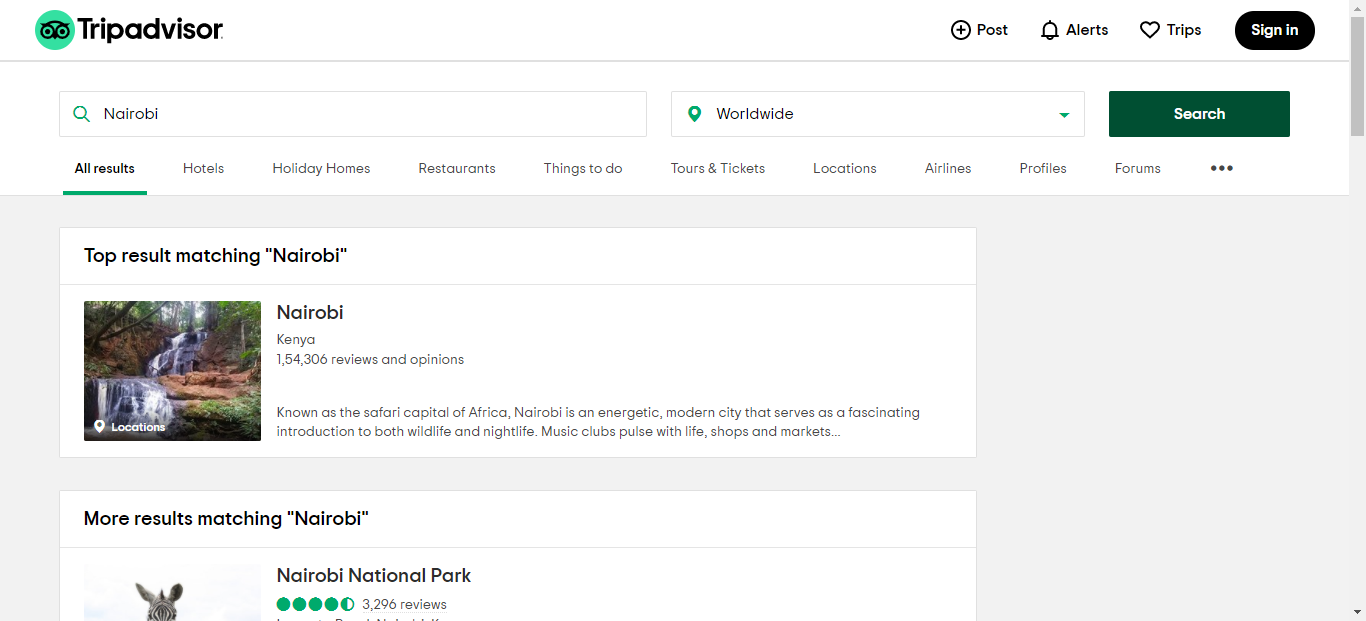 Tripadvisor
Post
Alerts
Trips
Sign in
Nairobi
Worldwide
Search
All results
Hotels
Holiday Homes
Restaurants
Things to do
Tours & Tickets
Locations
Airlines
Profiles
Forums
Top result matching "Nairobi"
Nairobi
Kenya
1,54,306 reviews and opinions
Known as the safari capital of Africa, Nairobi is an energetic, modern city that serves as a fascinating
introduction to both wildlife and nightlife. Music clubs pulse with life, shops and markets...
Locations
More results matching "Nairobi"
Nairobi National Park
3,296 reviews